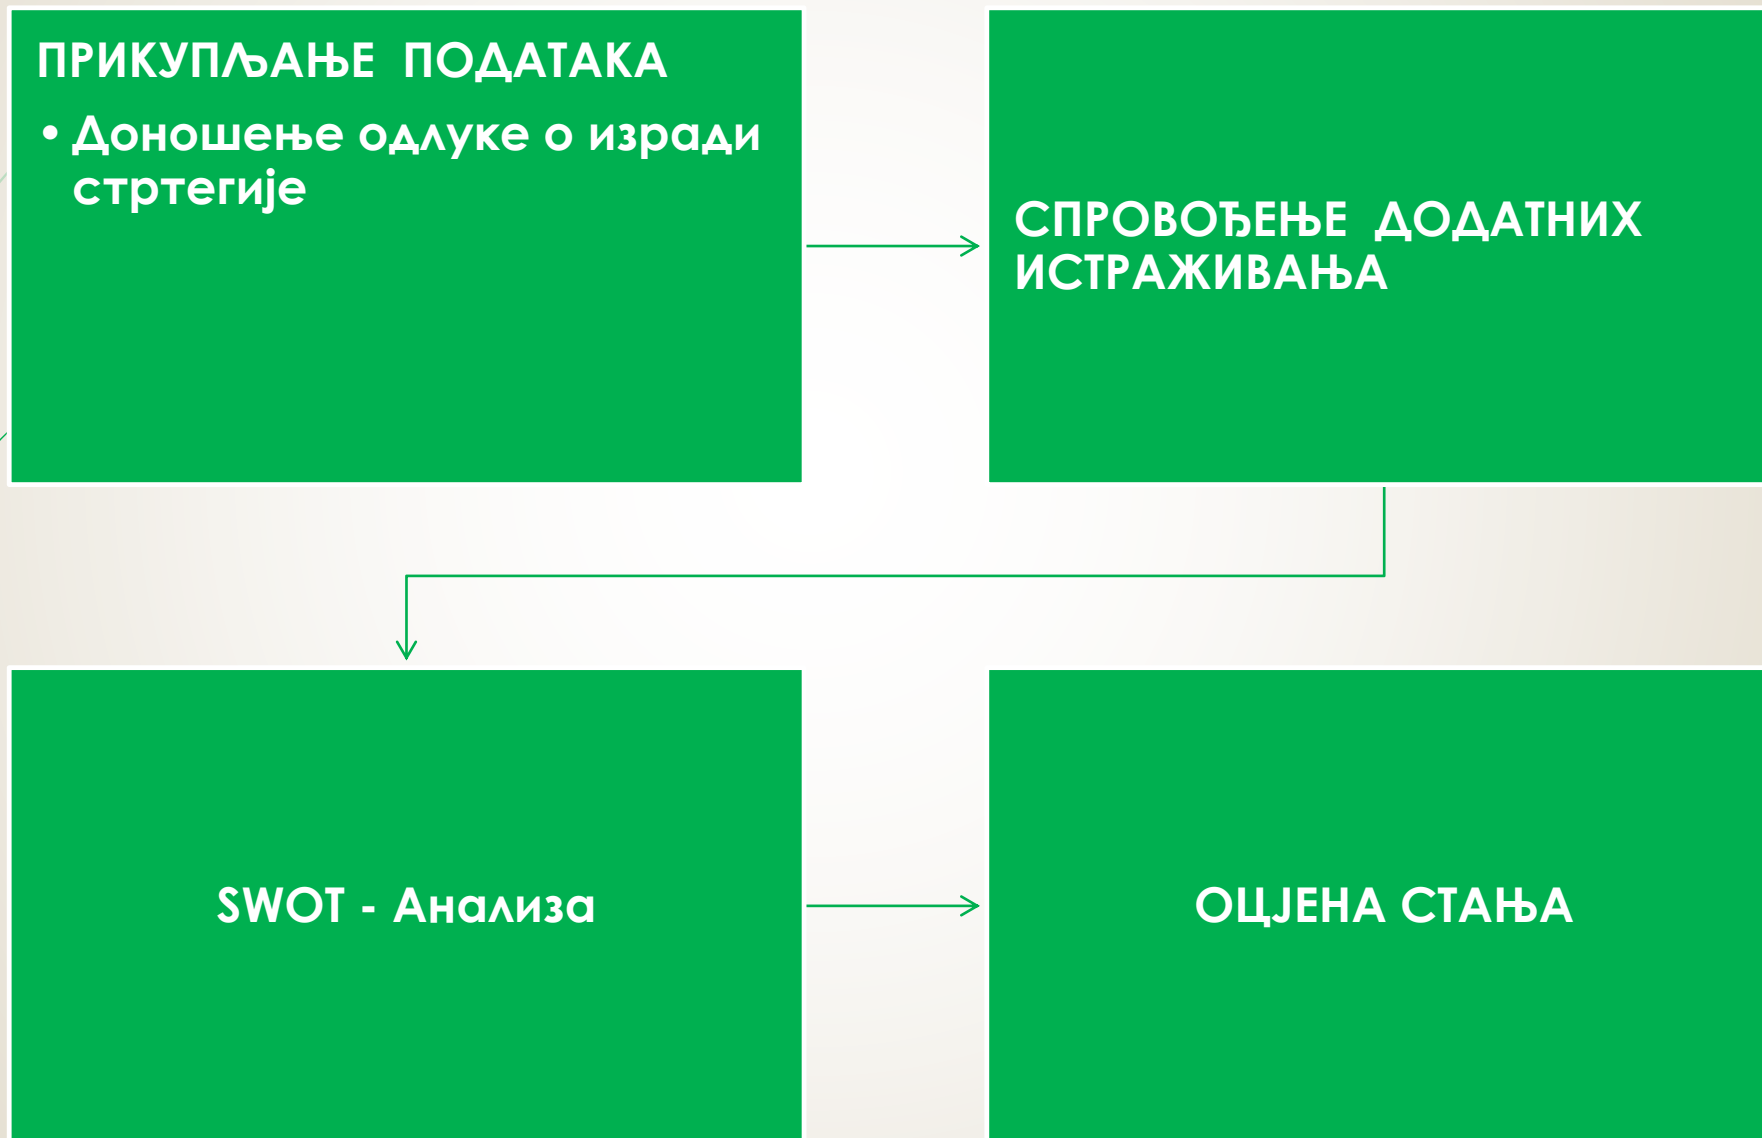 ПРИКУПЉАЊЕ ПОДАТАКА
• Доношење одлуке о изради
стртегије
СПРОВОЂЕЊЕ ДОДАТНИХ
ИСТРАЖИВАЊА
SWOT - Анализа
ОЦЈЕНА СТАЊА